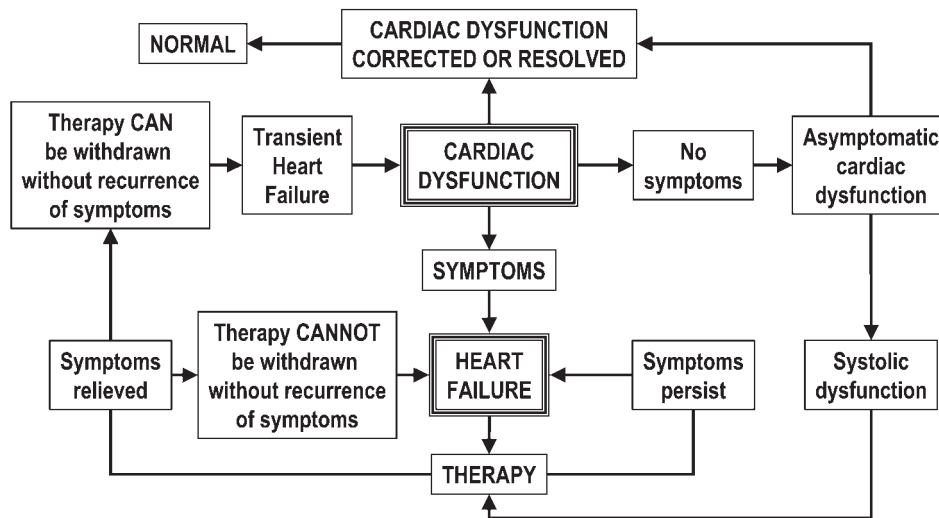 NORMAL
CARDIAC DYSFUNCTION
CORRECTED OR RESOLVED
Therapy CAN
be withdrawn
without recurrence
of symptoms
Transient
Heart
Failure
CARDIAC
DYSFUNCTION
No
symptoms
Asymptomatic
cardiac
dysfunction
SYMPTOMS
Symptoms
relieved
Therapy CANNOT
be withdrawn
without recurrence
of symptoms
HEART
FAILURE
Symptoms
persist
Systolic
dysfunction
THERAPY